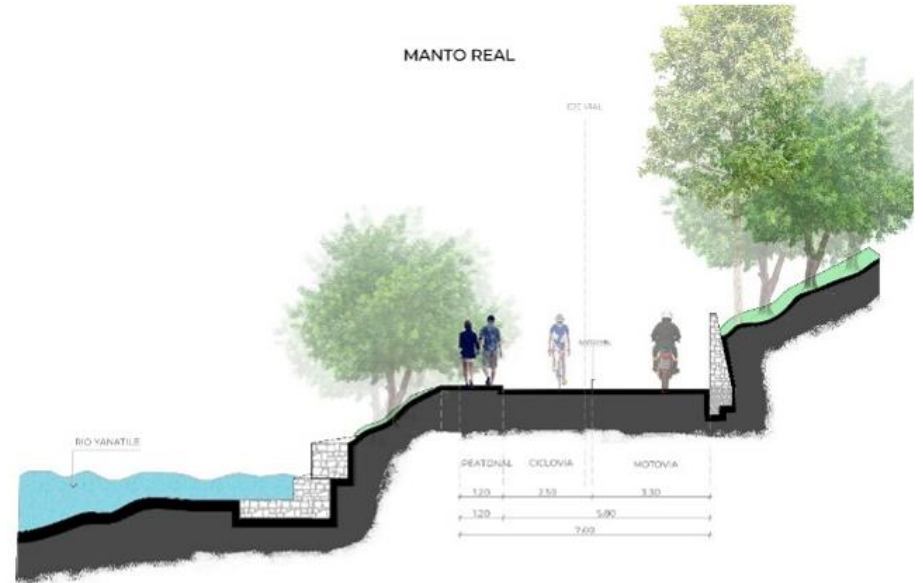 MANTO REAL
EJE VIAL
RIO YANATILE
PEATONAL CICLOVIA MOTOVIA
1.20 2.50 3.30
1.20 5.80
7.00